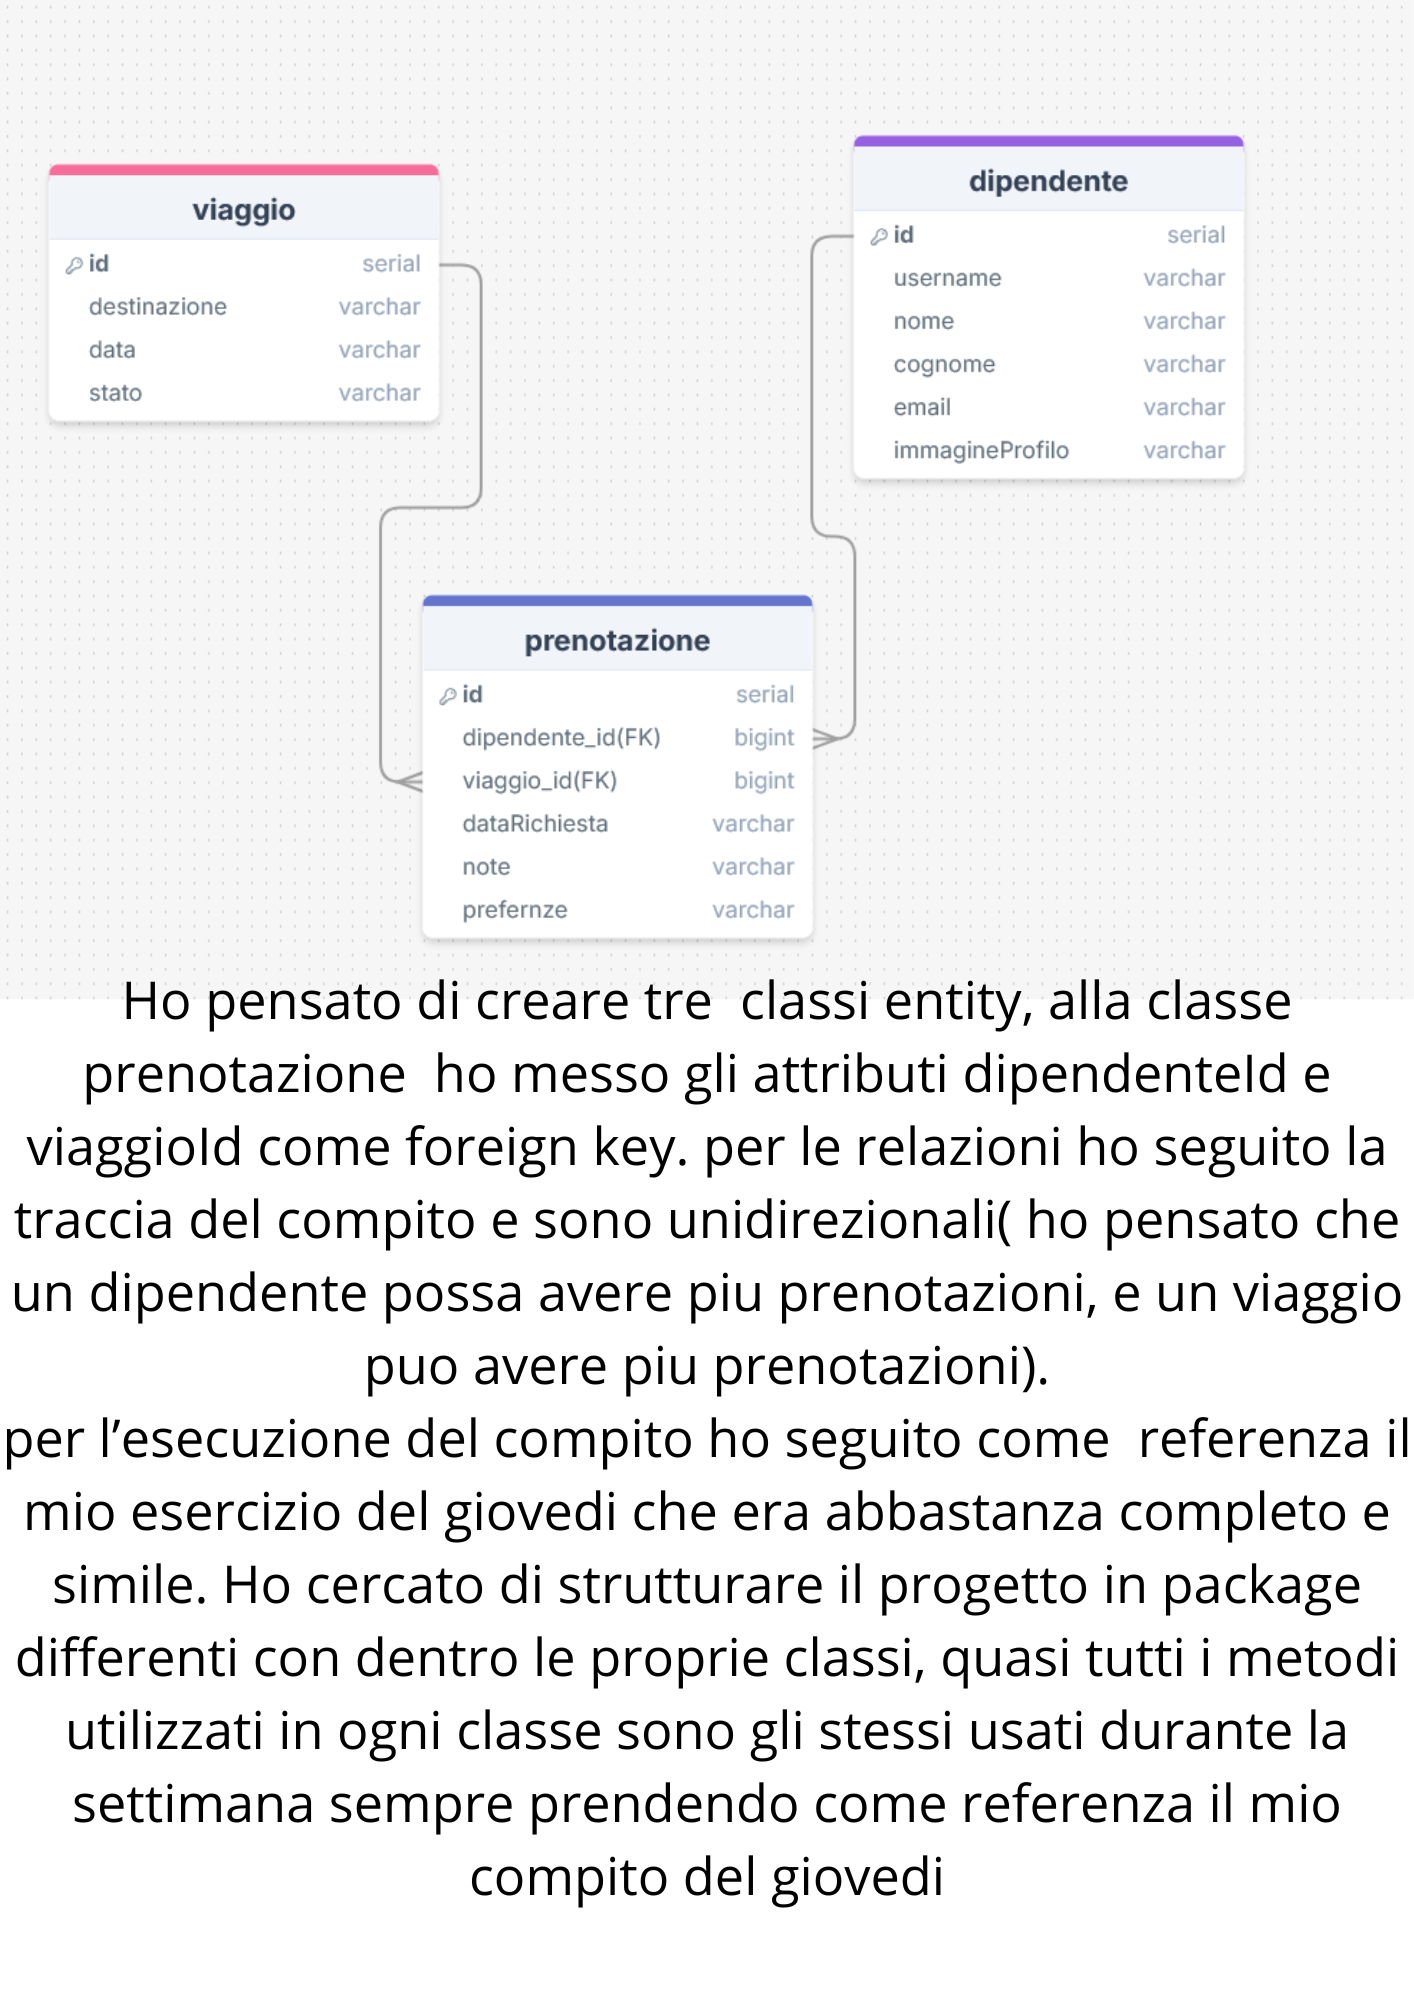 viaggio
id serial
destinazione varchar
data varchar
stato varchar
dipendente
id serial
username varchar
nome varchar
cognome varchar
email varchar
immagineProfilo varchar
prenotazione
id serial
dipendente_id(FK) bigint
viaggio_id(FK) bigint
dataRichiesta varchar
note varchar
prefernze varchar
Ho pensato di creare tre  classi entity, alla classe
prenotazione  ho messo gli attributi dipendenteId e
viaggioId come foreign key. per le relazioni ho seguito la
traccia del compito e sono unidirezionali( ho pensato che
un dipendente possa avere piu prenotazioni, e un viaggio
puo avere piu prenotazioni).
per l’esecuzione del compito ho seguito come  referenza il
mio esercizio del giovedi che era abbastanza completo e
simile. Ho cercato di strutturare il progetto in package
differenti con dentro le proprie classi, quasi tutti i metodi
utilizzati in ogni classe sono gli stessi usati durante la
settimana sempre prendendo come referenza il mio
compito del giovedi